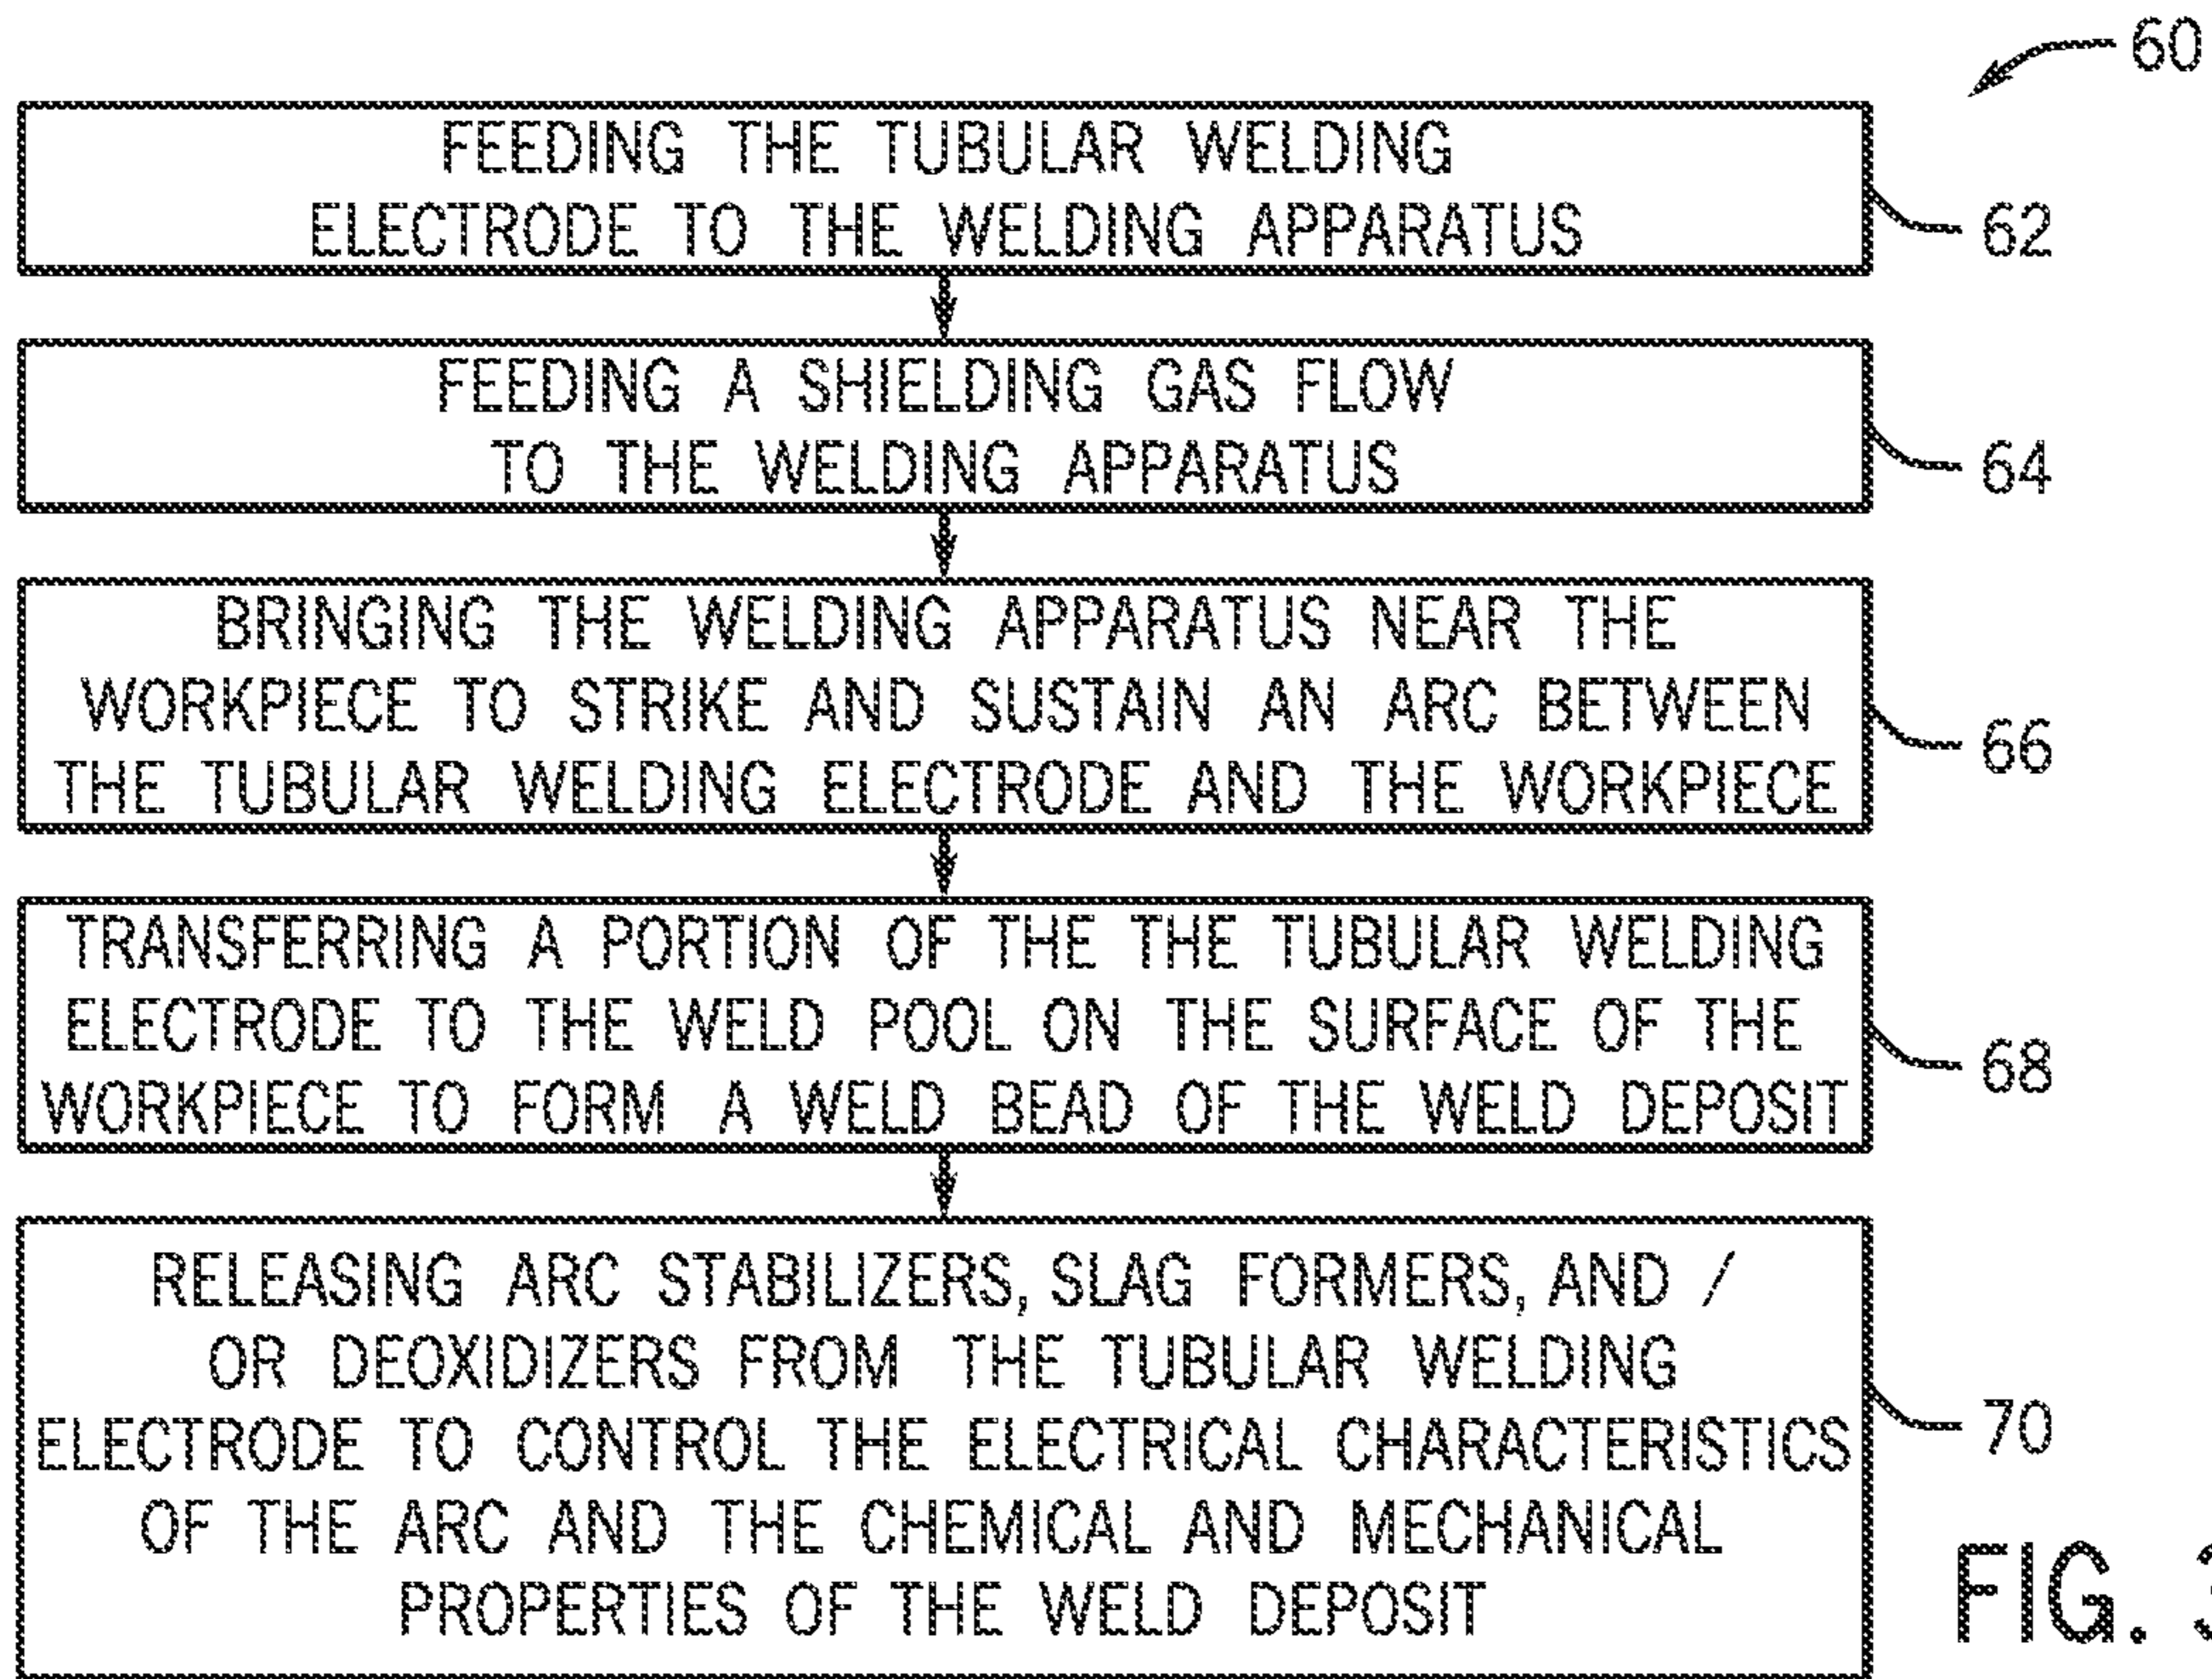 60
FEEDING THE TUBULAR WELDING
ELECTRODE TO THE WELDING APPARATUS
62
FEEDING A SHIELDING GAS FLOW
TO THE WELDING APPARATUS
64
BRINGING THE WELDING APPARATUS NEAR THE
WORKPIECE TO STRIKE AND SUSTAIN AN ARC BETWEEN
THE TUBULAR WELDING ELECTRODE AND THE WORKPIECE
66
TRANSFERRING A PORTION OF THE THE TUBULAR WELDING
ELECTRODE TO THE WELD POOL ON THE SURFACE OF THE
WORKPIECE TO FORM A WELD BEAD OF THE WELD DEPOSIT
68
RELEASING ARC STABILIZERS, SLAG FORMERS, AND /
OR DEOXIDIZERS FROM THE TUBULAR WELDING
ELECTRODE TO CONTROL THE ELECTRICAL CHARACTERISTICS
OF THE ARC AND THE CHEMICAL AND MECHANICAL
PROPERTIES OF THE WELD DEPOSIT
70
FIG. 3